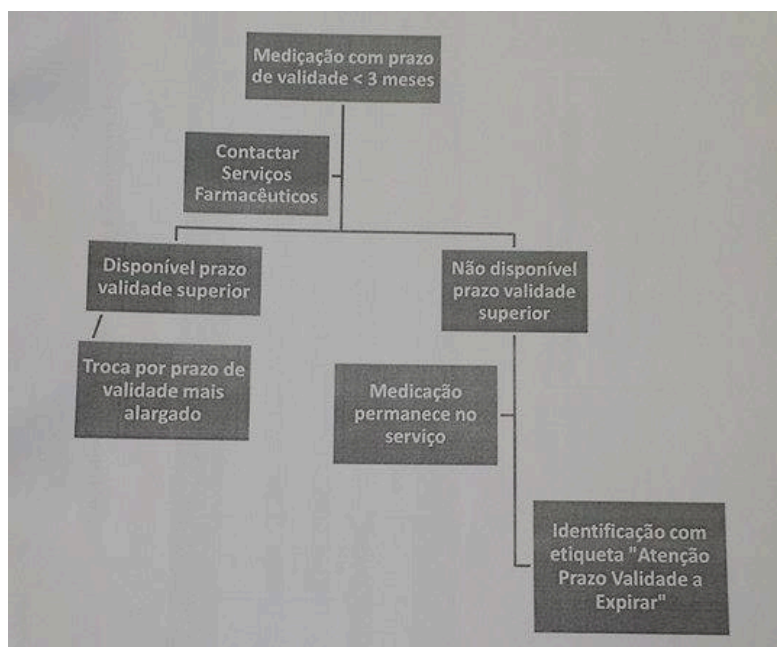 Medicação com prazo
de validade < 3 meses
Contactar
Serviços
Farmacêuticos
Disponível prazo
validade superior
Não disponível
prazo validade
superior
Troca por prazo de
validade mais
alargado
Medicação
permanece no
serviço
Identificação com
etiqueta "Atenção
Prazo Validade a
Expirar"